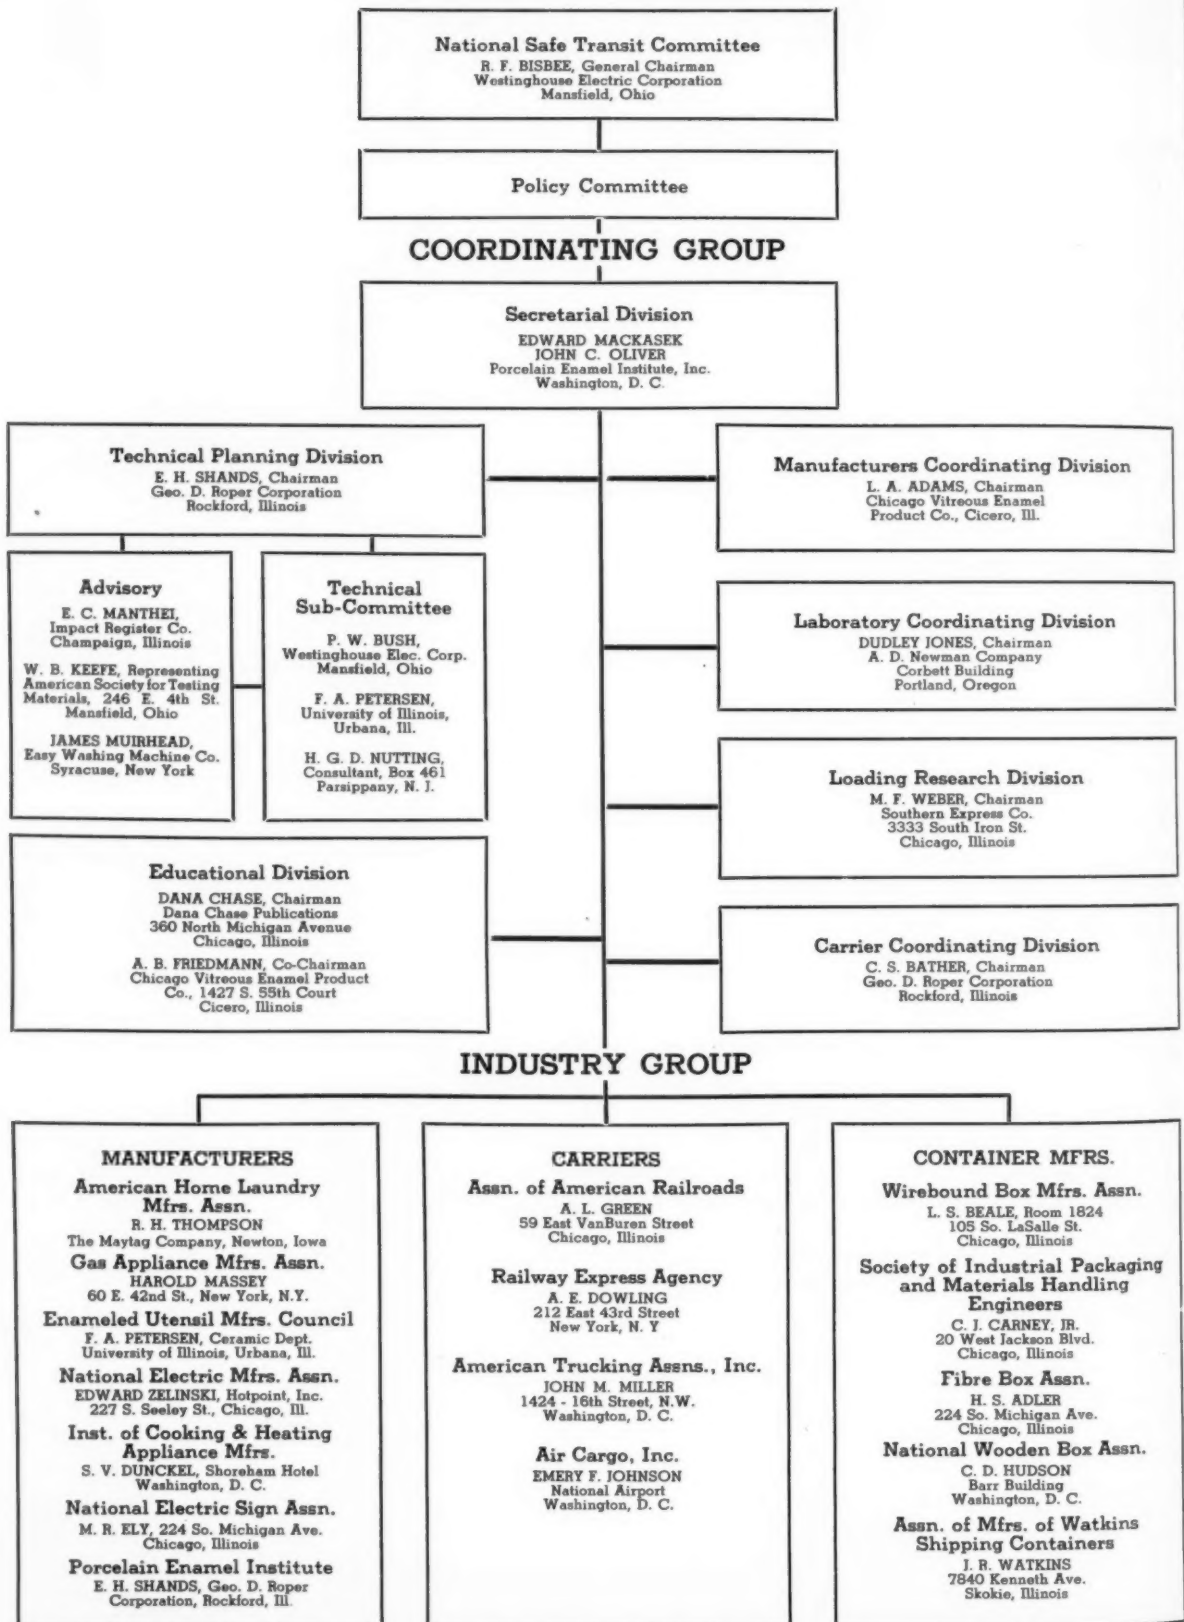 National Safe Transit Committee
R. F. BISBEE, General Chairman
Westinghouse Electric Corporation
Mansfield, Ohio
Policy Committee
COORDINATING GROUP
Secretarial Division
EDWARD MACKASEK
JOHN C. OLIVER
Porcelain Enamel Institute, Inc.
Washington, D. C.
Technical Planning Division
E. H. SHANDS, Chairman
Geo. D. Roper Corporation
Rockford, Illinois
Manufacturers Coordinating Division
L. A. ADAMS, Chairman
Chicago Vitreous Enamel
Product Co., Cicero, Ill.
Advisory
E. C. MANTHEI,
Impact Register Co.
Champaign, Illinois
W. B. KEEFE, Representing
American Society for Testing
Materials, 246 E. 4th St.
Mansfield, Ohio
JAMES MUIRHEAD,
Easy Washing Machine Co.
Syracuse, New York
Technical
Sub-Committee
P. W. BUSH,
Westinghouse Elec. Corp.
Mansfield, Ohio
F. A. PETERSEN,
University of Illinois,
Urbana, Ill.
H. G. D. NUTTING,
Consultant, Box 461
Parsippany, N. J.
Laboratory Coordinating Division
DUDLEY JONES, Chairman
A. D. Newman Company
Corbett Building
Portland, Oregon
Loading Research Division
M. F. WEBER, Chairman
Southern Express Co.
3333 South Iron St.
Chicago, Illinois
Educational Division
DANA CHASE, Chairman
Dana Chase Publications
360 North Michigan Avenue
Chicago, Illinois
A. B. FRIEDMANN, Co-Chairman
Chicago Vitreous Enamel Product
Co., 1427 S. 55th Court
Cicero, Illinois
Carrier Coordinating Division
C. S. BATHER, Chairman
Geo. D. Roper Corporation
Rockford, Illinois
INDUSTRY GROUP
MANUFACTURERS
American Home Laundry
Mfrs. Assn.
R. H. THOMPSON
The Maytag Company, Newton, Iowa
Gas Appliance Mfrs. Assn.
HAROLD MASSEY
60 E. 42nd St., New York, N.Y.
Enameled Utensil Mfrs. Council
F. A. PETERSEN, Ceramic Dept.
University of Illinois, Urbana, Ill.
National Electric Mfrs. Assn.
EDWARD ZELINSKI, Hotpoint, Inc.
227 S. Seeley St., Chicago, Ill.
Inst. of Cooking & Heating
Appliance Mfrs.
S. V. DUNCKEL, Shoreham Hotel
Washington, D. C.
National Electric Sign Assn.
M. R. ELY, 224 So. Michigan Ave.
Chicago, Illinois
Porcelain Enamel Institute
E. H. SHANDS, Geo. D. Roper
Corporation, Rockford, Ill.
CARRIERS
Assn. of American Railroads
A. L. GREEN
59 East VanBuren Street
Chicago, Illinois
Railway Express Agency
A. E. DOWLING
212 East 43rd Street
New York, N. Y
American Trucking Assns., Inc.
JOHN M. MILLER
1424 - 16th Street, N.W.
Washington, D. C.
Air Cargo, Inc.
EMERY F. JOHNSON
National Airport
Washington, D. C.
CONTAINER MFRS.
Wirebound Box Mfrs. Assn.
L. S. BEALE, Room 1824
105 So. LaSalle St.
Chicago, Illinois
Society of Industrial Packaging
and Materials Handling
Engineers
C. J. CARNEY, JR.
20 West Jackson Blvd.
Chicago, Illinois
Fibre Box Assn.
H. S. ADLER
224 So. Michigan Ave.
Chicago, Illinois
National Wooden Box Assn.
C. D. HUDSON
Barr Building
Washington, D. C.
Assn. of Mfrs. of Watkins
Shipping Containers
J. R. WATKINS
7840 Kenneth Ave.
Skokie, Illinois